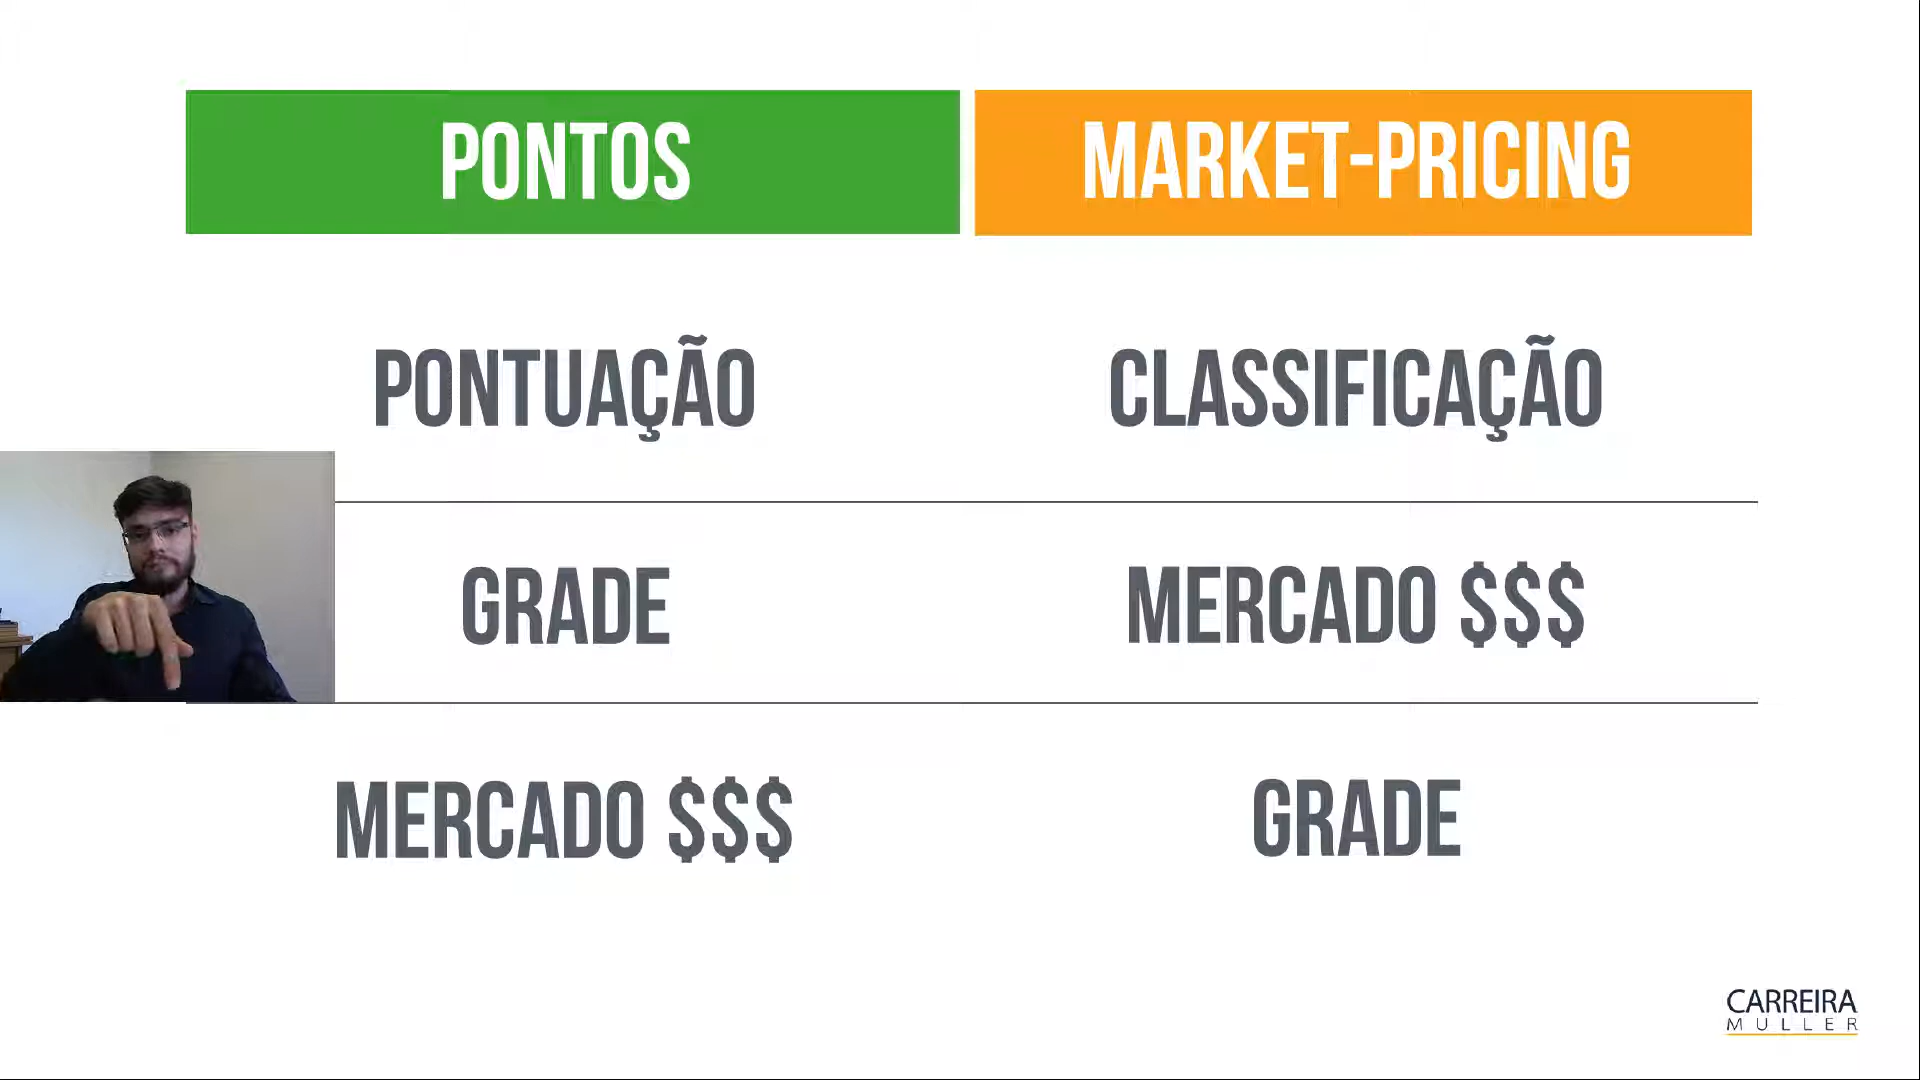 PONTOS
MARKET-PRICING
PONTUAÇÃO
CLASSIFICAÇÃO
GRADE
MERCADO $$$
MERCADO $$$
GRADE
CARREIRA
MULLER